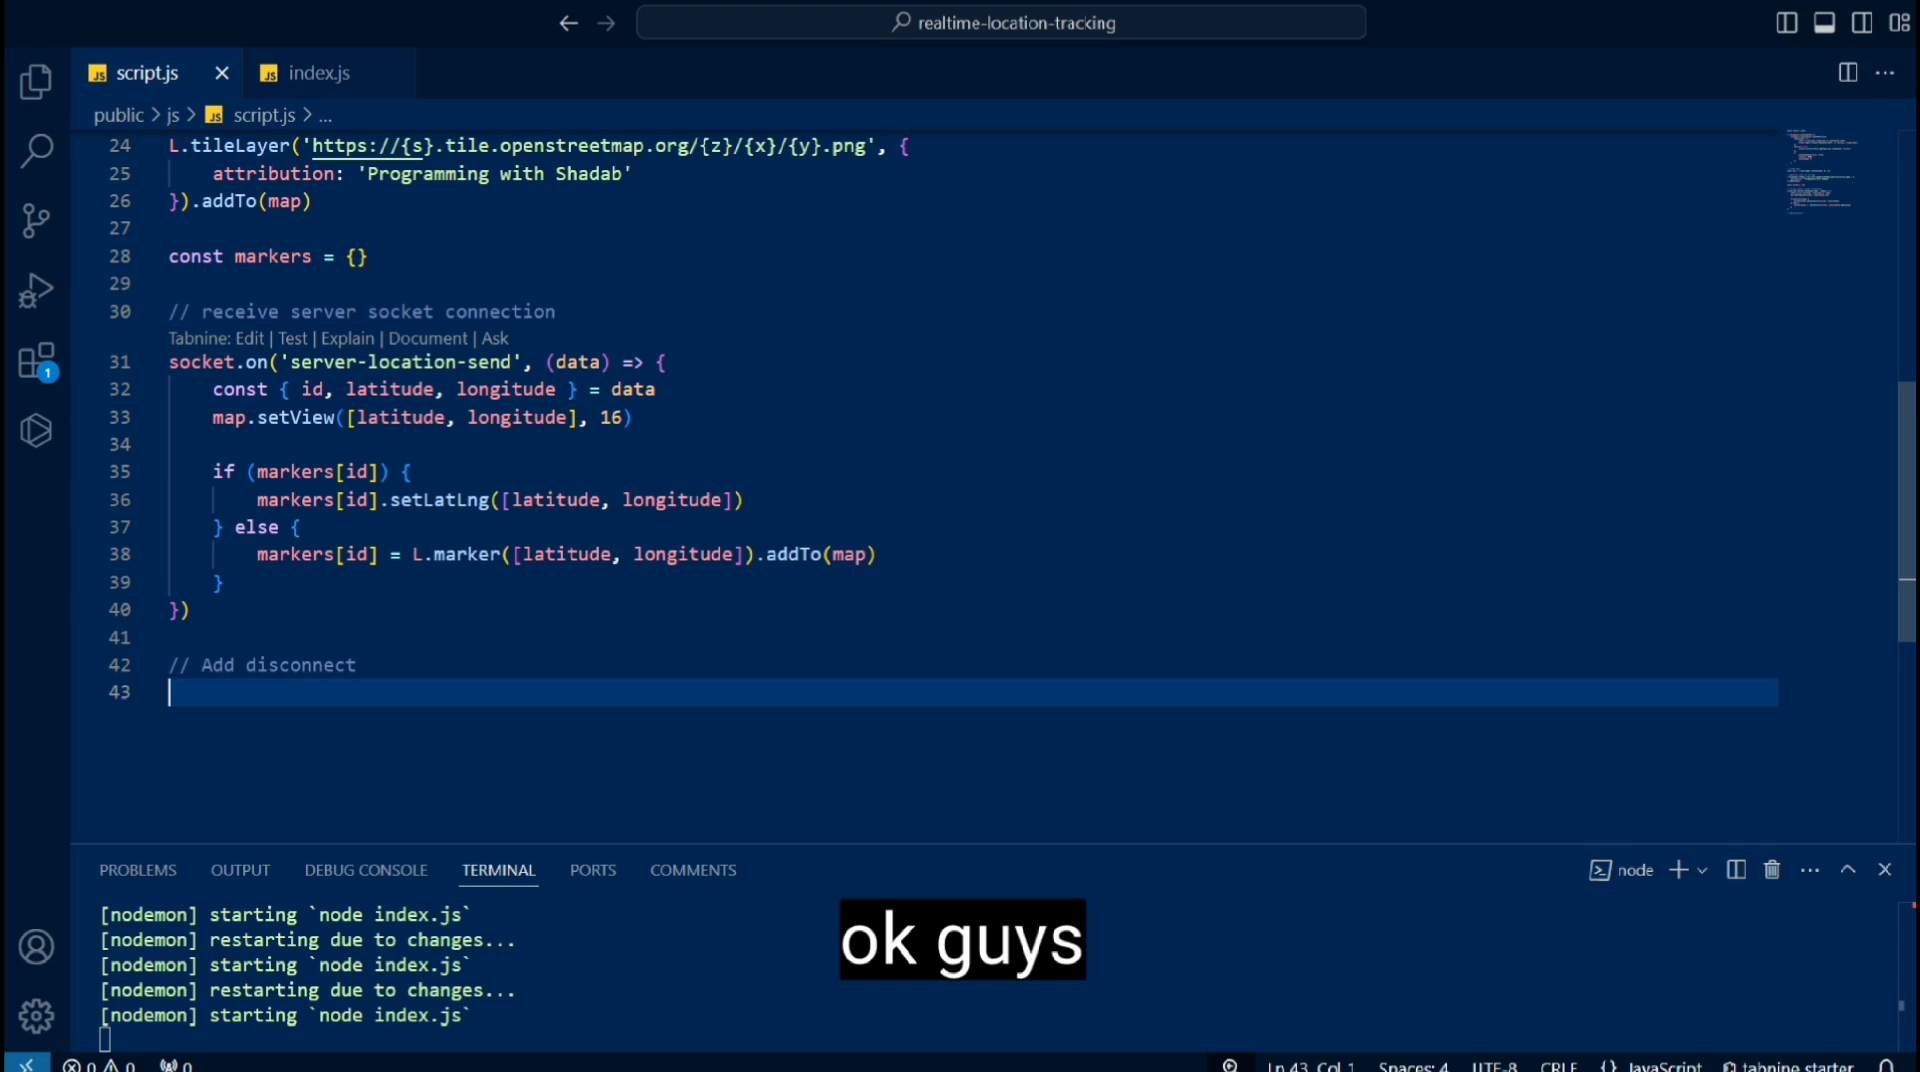 realtime-location-tracking
JS script.js
JS index.js
public > js > JS script.js > ...
24 L.tileLayer('https://{s}.tile.openstreetmap.org/{z}/{x}/{y}.png', {
25 attribution: 'Programming with Shadab'
26 }).addTo(map)
27
28 const markers = {}
29
30 // receive server socket connection
Tabnine: Edit | Test | Explain | Document | Ask
31 socket.on('server-location-send', (data) => {
32 const { id, latitude, longitude } = data
33 map.setView([latitude, longitude], 16)
34
35 if (markers[id]) {
36 markers[id].setLatLng([latitude, longitude])
37 } else {
38 markers[id] = L.marker([latitude, longitude]).addTo(map)
39 }
40 })
41
42 // Add disconnect
43
1
PROBLEMS OUTPUT DEBUG CONSOLE TERMINAL PORTS COMMENTS
node
[nodemon] starting `node index.js`
[nodemon] restarting due to changes...
[nodemon] starting `node index.js`
[nodemon] restarting due to changes...
[nodemon] starting `node index.js`
ok guys
0 0 0
Ln 43, Col 1 Spaces: 4 UTF-8 CRLF {} JavaScript tabnine starter